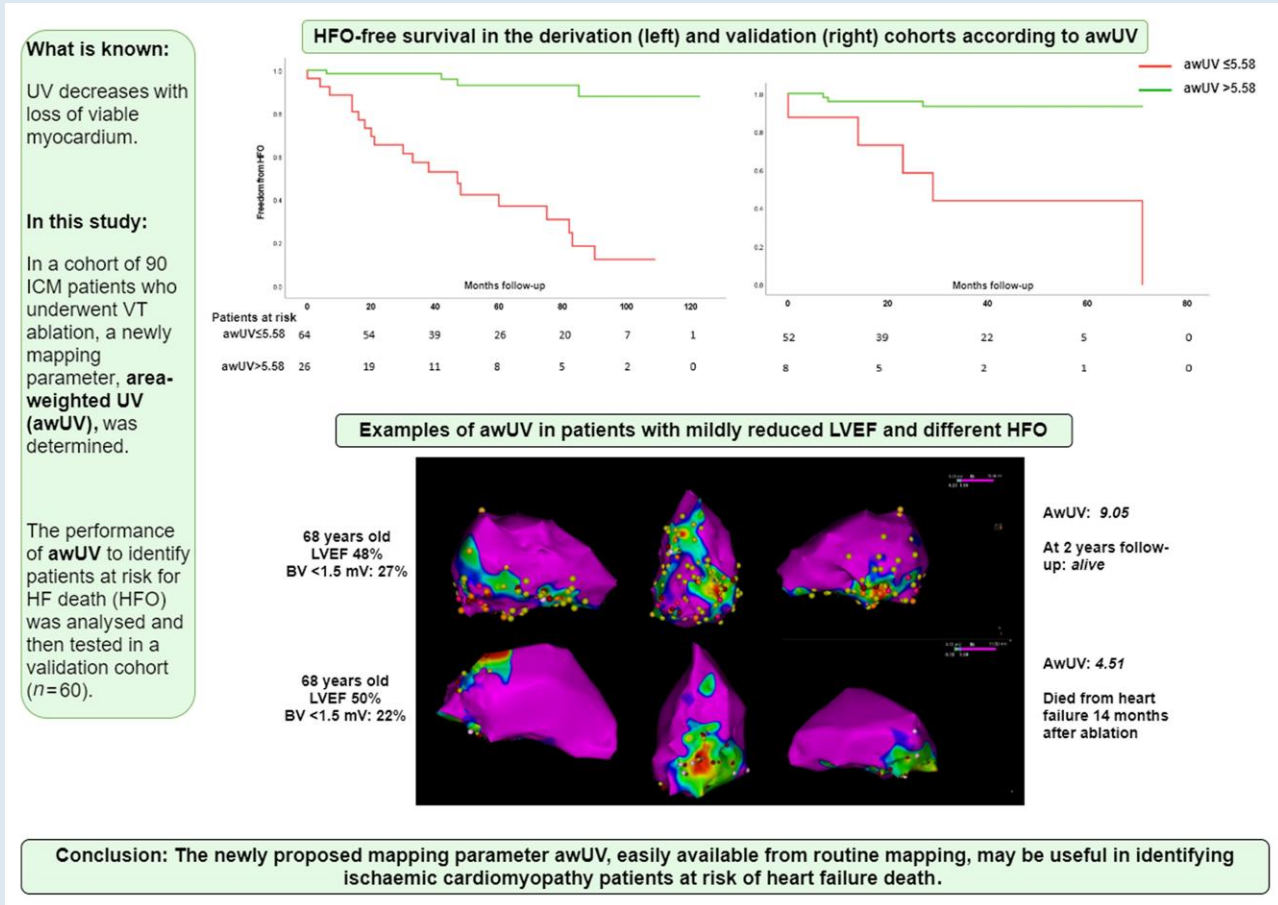 What is known:
UV decreases with
loss of viable
myocardium.
In this study:
In a cohort of 90
ICM patients who
underwent VT
ablation, a newly
mapping
parameter, area-
weighted UV
(awUV), was
determined.
The performance
of awUV to identify
patients at risk for
HF death (HFO)
was analysed and
then tested in a
validation cohort
(n=60).
HFO-free survival in the derivation (left) and validation (right) cohorts according to awUV
awUV ≤5.58
awUV >5.58
Freedom from HFO
1.0
0.8
0.6
0.4
0.2
0.0
Months follow-up
0 20 40 60 80 100 120
Patients at risk
awUV≤5.58 64 54 39 26 20 7 1
awUV>5.58 26 19 11 8 5 2 0
1.0
0.8
0.6
0.4
0.2
0.0
Months follow-up
0 20 40 60 80
52 39 22 5 0
8 5 2 1 0
Examples of awUV in patients with mildly reduced LVEF and different HFO
68 years old
LVEF 48%
BV <1.5 mV: 27%
AwUV: 9.05
At 2 years follow-
up: alive
68 years old
LVEF 50%
BV <1.5 mV: 22%
AwUV: 4.51
Died from heart
failure 14 months
after ablation
Conclusion: The newly proposed mapping parameter awUV, easily available from routine mapping, may be useful in identifying
ischaemic cardiomyopathy patients at risk of heart failure death.